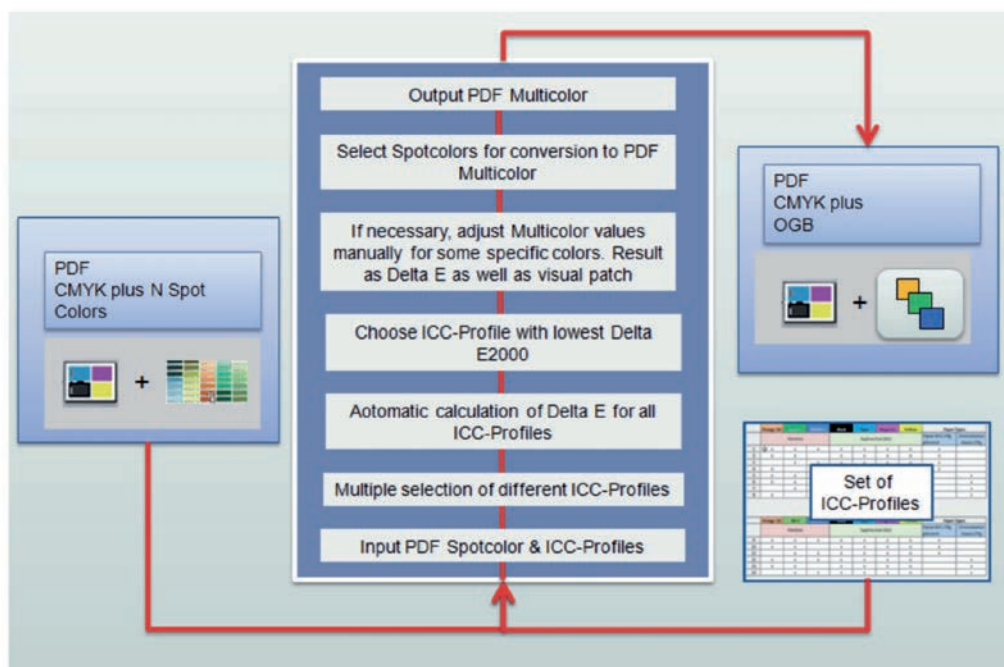 Output PDF Multicolor
Select Spotcolors for conversion to PDF
Multicolor
If necessary, adjust Multicolor values
manually for some specific colors. Result
as Delta E as well as visual patch
Choose ICC-Profile with lowest Delta
E2000
Aotomatic calculation of Delta E for all
ICC-Profiles
Multiple selection of different ICC-Profiles
Input PDF Spotcolor & ICC-Profiles
PDF
CMYK plus N Spot
Colors
+
PDF
CMYK plus
OGB
+
Set of
ICC-Profiles